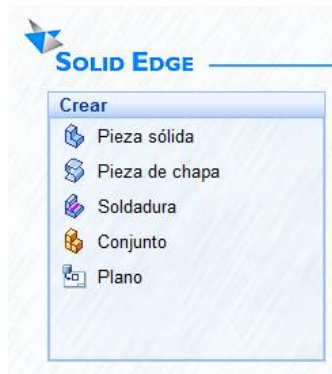 SOLID EDGE
Crear
Pieza sólida
Pieza de chapa
Soldadura
Conjunto
Plano